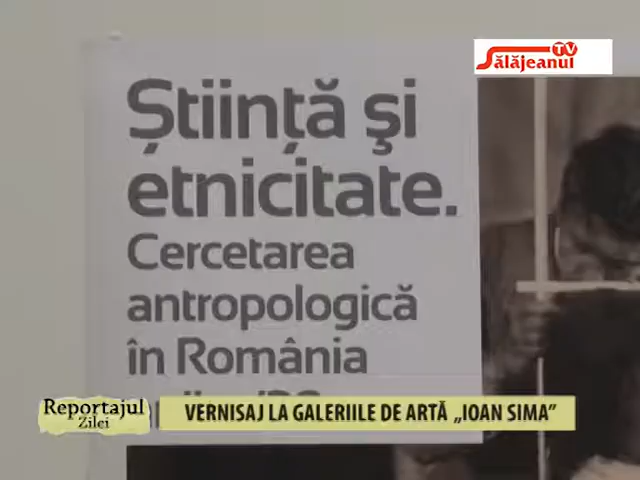 Sălăjeanul TV
Știință şi
etnicitate.
Cercetarea
antropologică
în România
Reportajul
Zilei
VERNISAJ LA GALERIILE DE ARTĂ „IOAN SIMA”